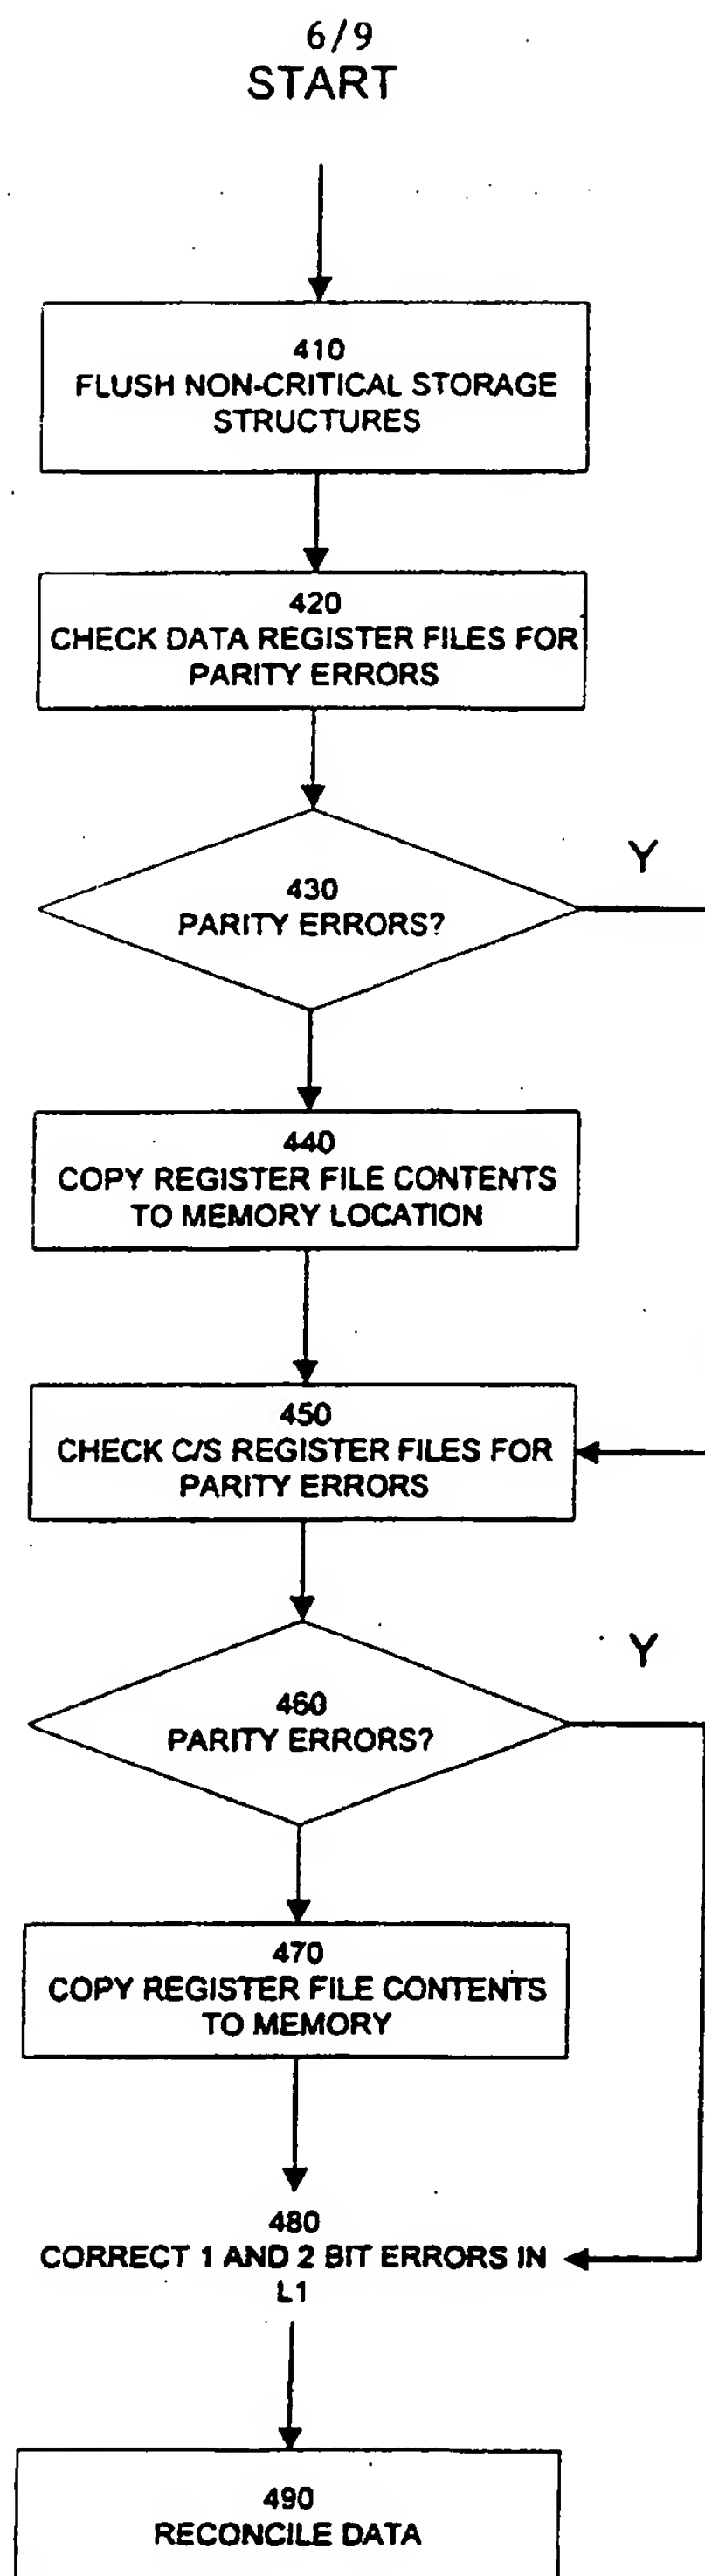 6/9
START
410
FLUSH NON-CRITICAL STORAGE
STRUCTURES
420
CHECK DATA REGISTER FILES FOR
PARITY ERRORS
Y
430
PARITY ERRORS?
440
COPY REGISTER FILE CONTENTS
TO MEMORY LOCATION
450
CHECK C/S REGISTER FILES FOR
PARITY ERRORS
Y
460
PARITY ERRORS?
470
COPY REGISTER FILE CONTENTS
TO MEMORY
480
CORRECT 1 AND 2 BIT ERRORS IN
L1
490
RECONCILE DATA